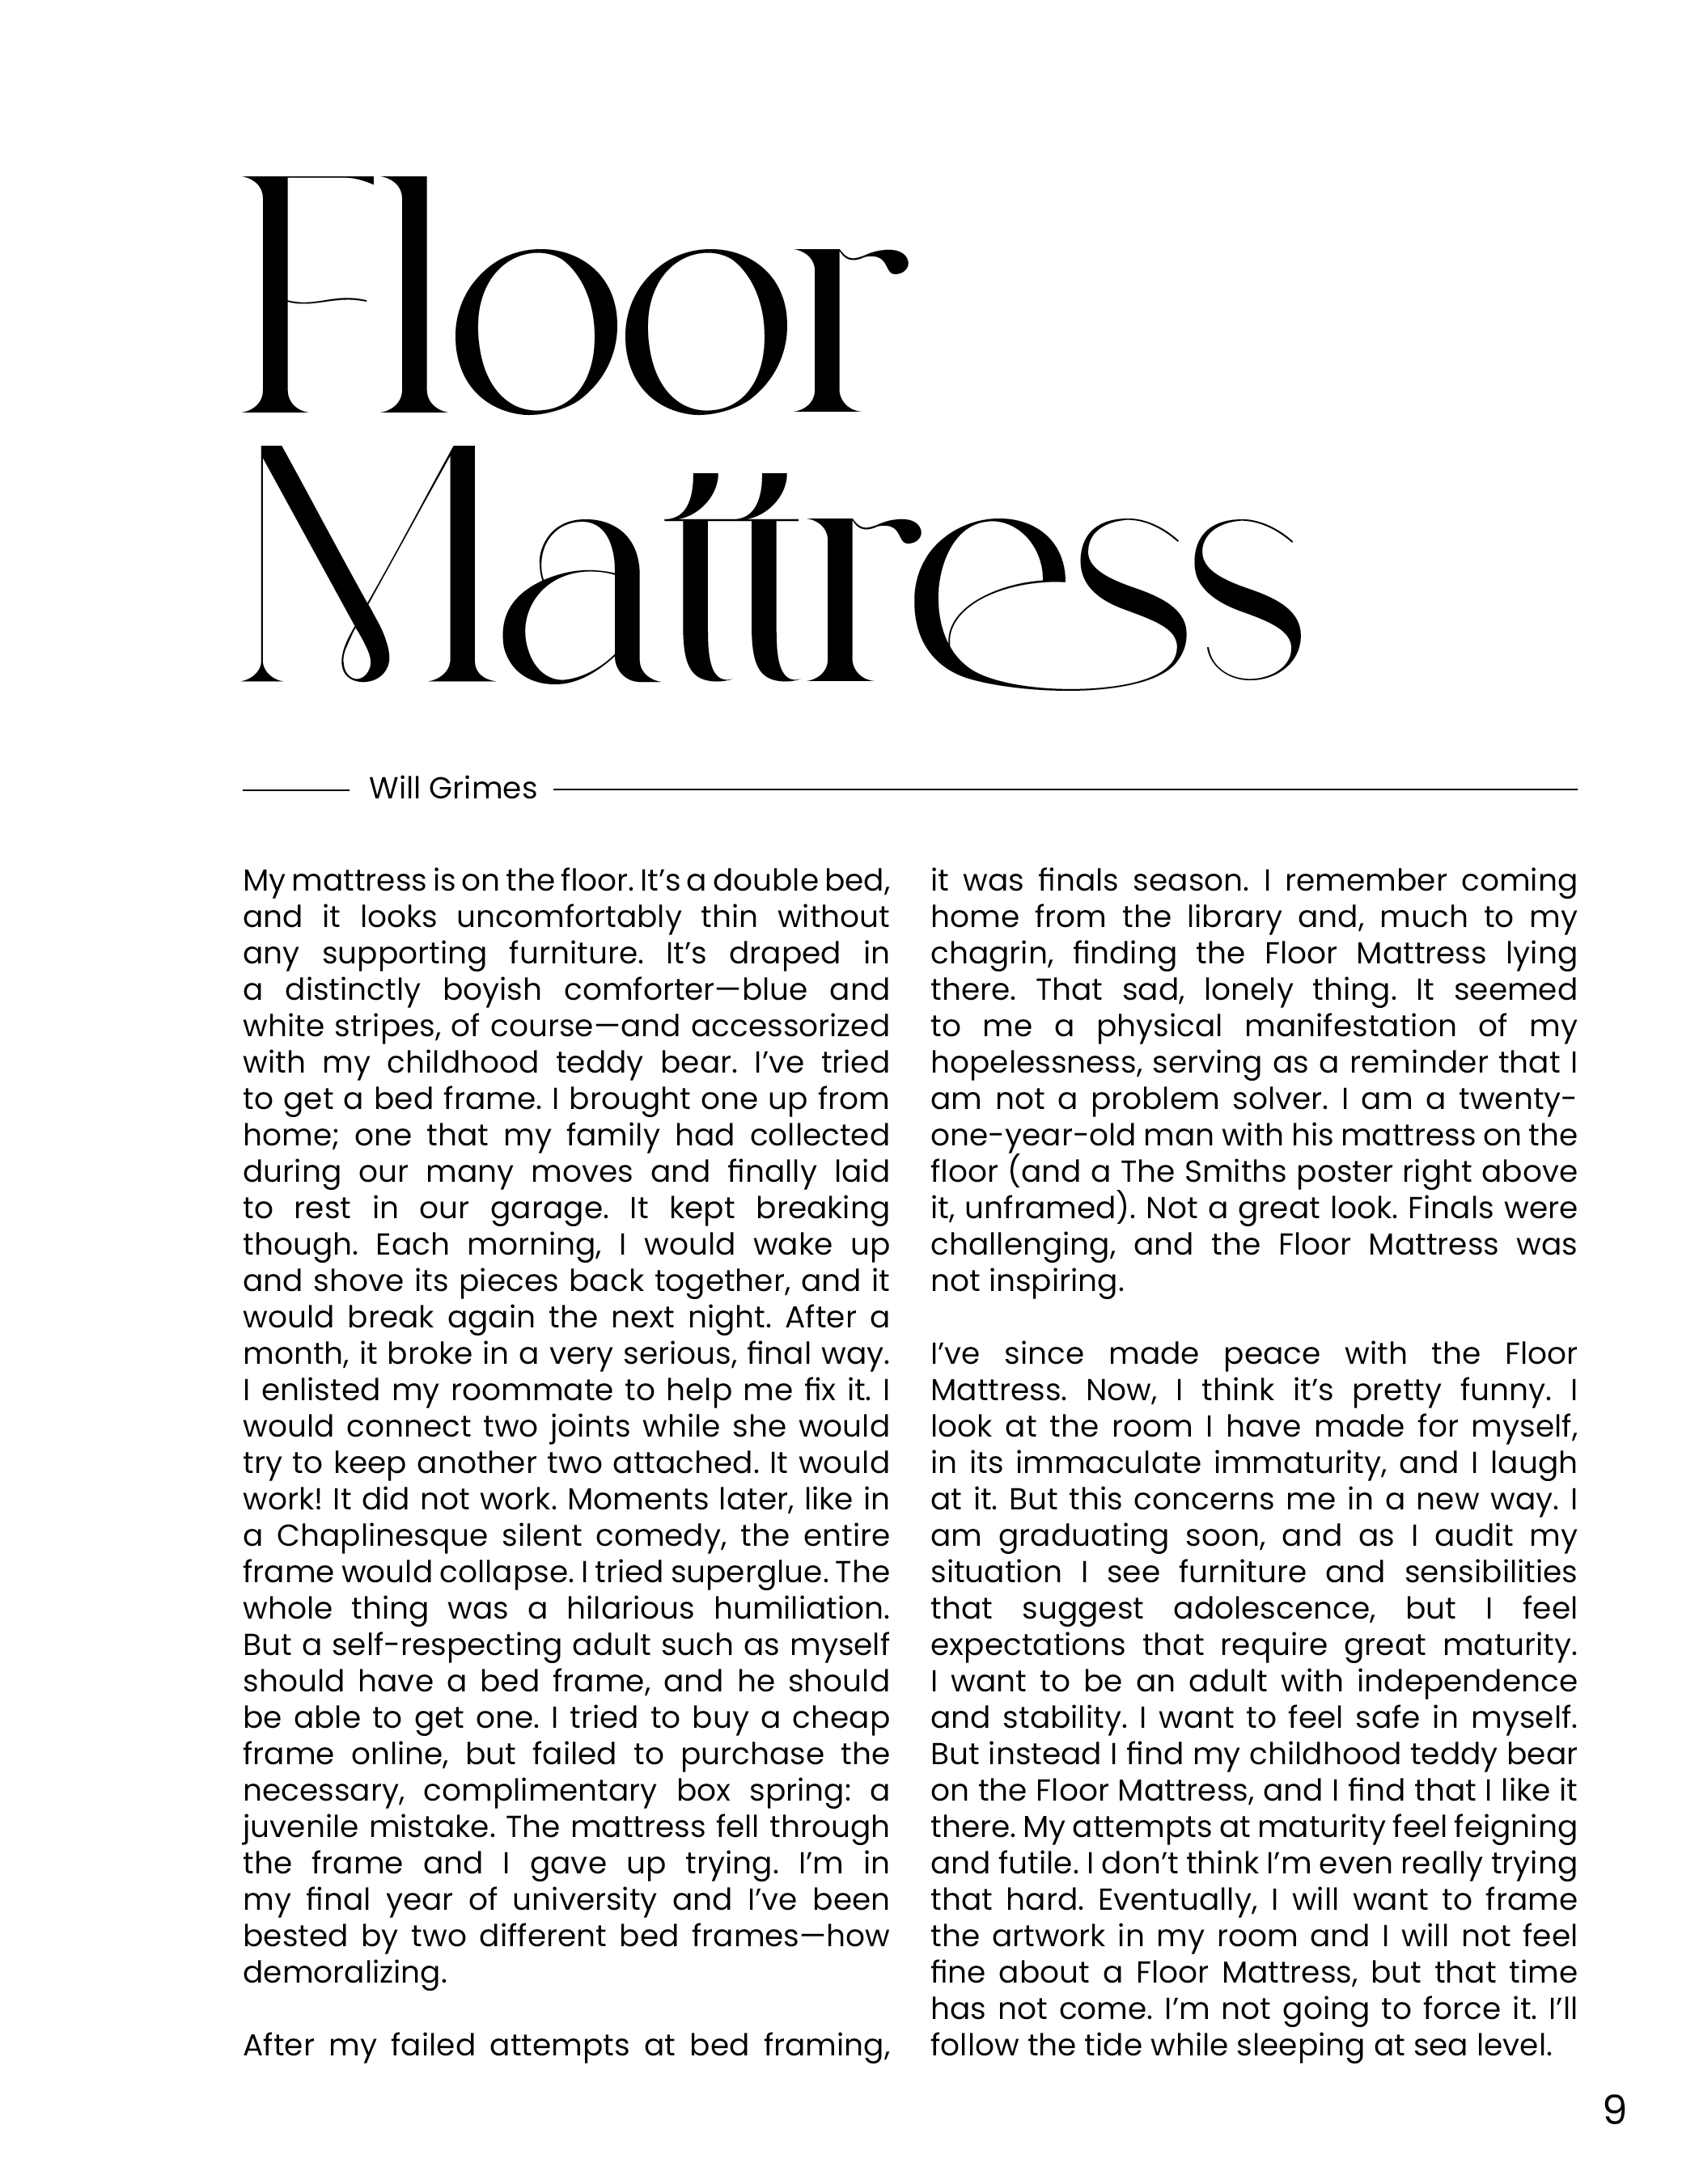 Floor
Mattress
Will Grimes
My mattress is on the floor. It’s a double bed,
and it looks uncomfortably thin without
any supporting furniture. It’s draped in
a distinctly boyish comforter—blue and
white stripes, of course—and accessorized
with my childhood teddy bear. I’ve tried
to get a bed frame. I brought one up from
home; one that my family had collected
during our many moves and finally laid
to rest in our garage. It kept breaking
though. Each morning, I would wake up
and shove its pieces back together, and it
would break again the next night. After a
month, it broke in a very serious, final way.
I enlisted my roommate to help me fix it. I
would connect two joints while she would
try to keep another two attached. It would
work! It did not work. Moments later, like in
a Chaplinesque silent comedy, the entire
frame would collapse. I tried superglue. The
whole thing was a hilarious humiliation.
But a self-respecting adult such as myself
should have a bed frame, and he should
be able to get one. I tried to buy a cheap
frame online, but failed to purchase the
necessary, complimentary box spring: a
juvenile mistake. The mattress fell through
the frame and I gave up trying. I’m in
my final year of university and I’ve been
bested by two different bed frames—how
demoralizing.
After my failed attempts at bed framing,
it was finals season. I remember coming
home from the library and, much to my
chagrin, finding the Floor Mattress lying
there. That sad, lonely thing. It seemed
to me a physical manifestation of my
hopelessness, serving as a reminder that I
am not a problem solver. I am a twenty-
one-year-old man with his mattress on the
floor (and a The Smiths poster right above
it, unframed). Not a great look. Finals were
challenging, and the Floor Mattress was
not inspiring.
I’ve since made peace with the Floor
Mattress. Now, I think it’s pretty funny. I
look at the room I have made for myself,
in its immaculate immaturity, and I laugh
at it. But this concerns me in a new way. I
am graduating soon, and as I audit my
situation I see furniture and sensibilities
that suggest adolescence, but I feel
expectations that require great maturity.
I want to be an adult with independence
and stability. I want to feel safe in myself.
But instead I find my childhood teddy bear
on the Floor Mattress, and I find that I like it
there. My attempts at maturity feel feigning
and futile. I don’t think I’m even really trying
that hard. Eventually, I will want to frame
the artwork in my room and I will not feel
fine about a Floor Mattress, but that time
has not come. I’m not going to force it. I’ll
follow the tide while sleeping at sea level.
9